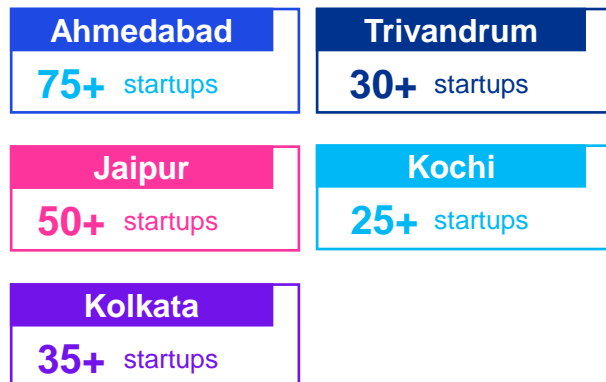 Ahmedabad
75+ startups
Trivandrum
30+ startups
Jaipur
50+ startups
Kochi
25+ startups
Kolkata
35+ startups